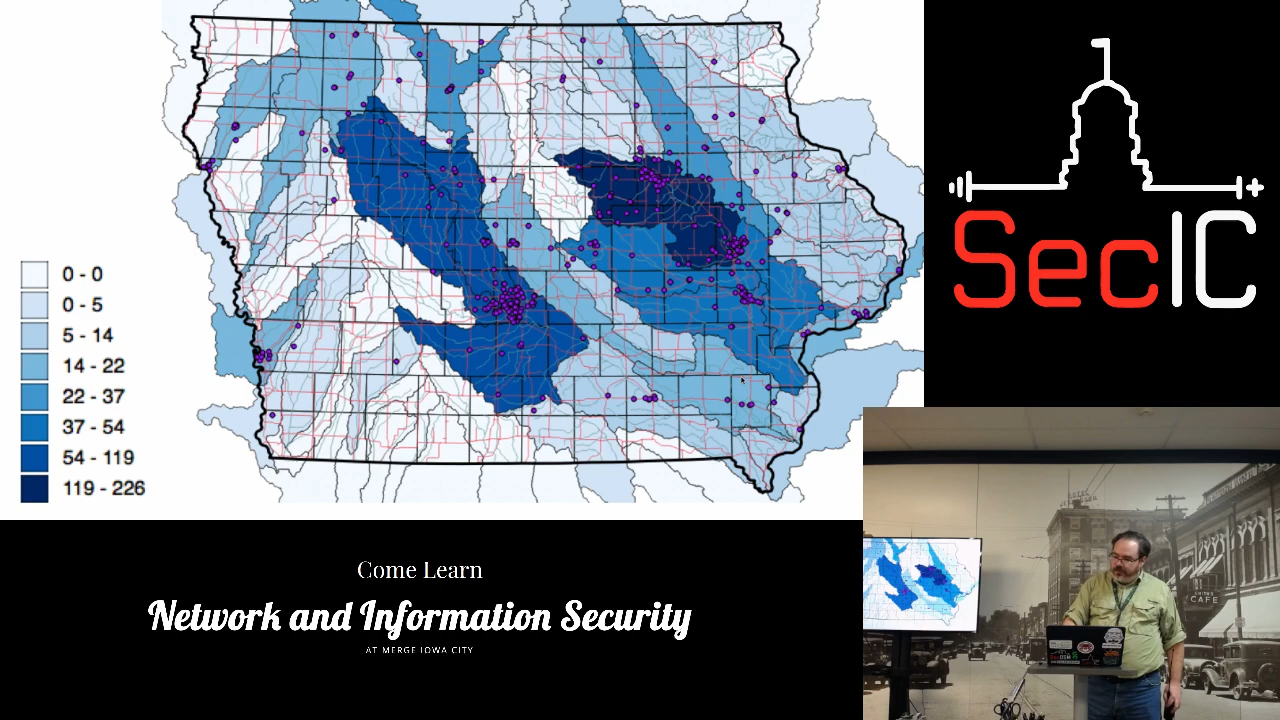 0 - 0
0 - 5
5 - 14
14 - 22
22 - 37
37 - 54
54 - 119
119 - 226
SecIC
Come Learn
Network and Information Security
AT MERGE IOWA CITY
CAFE